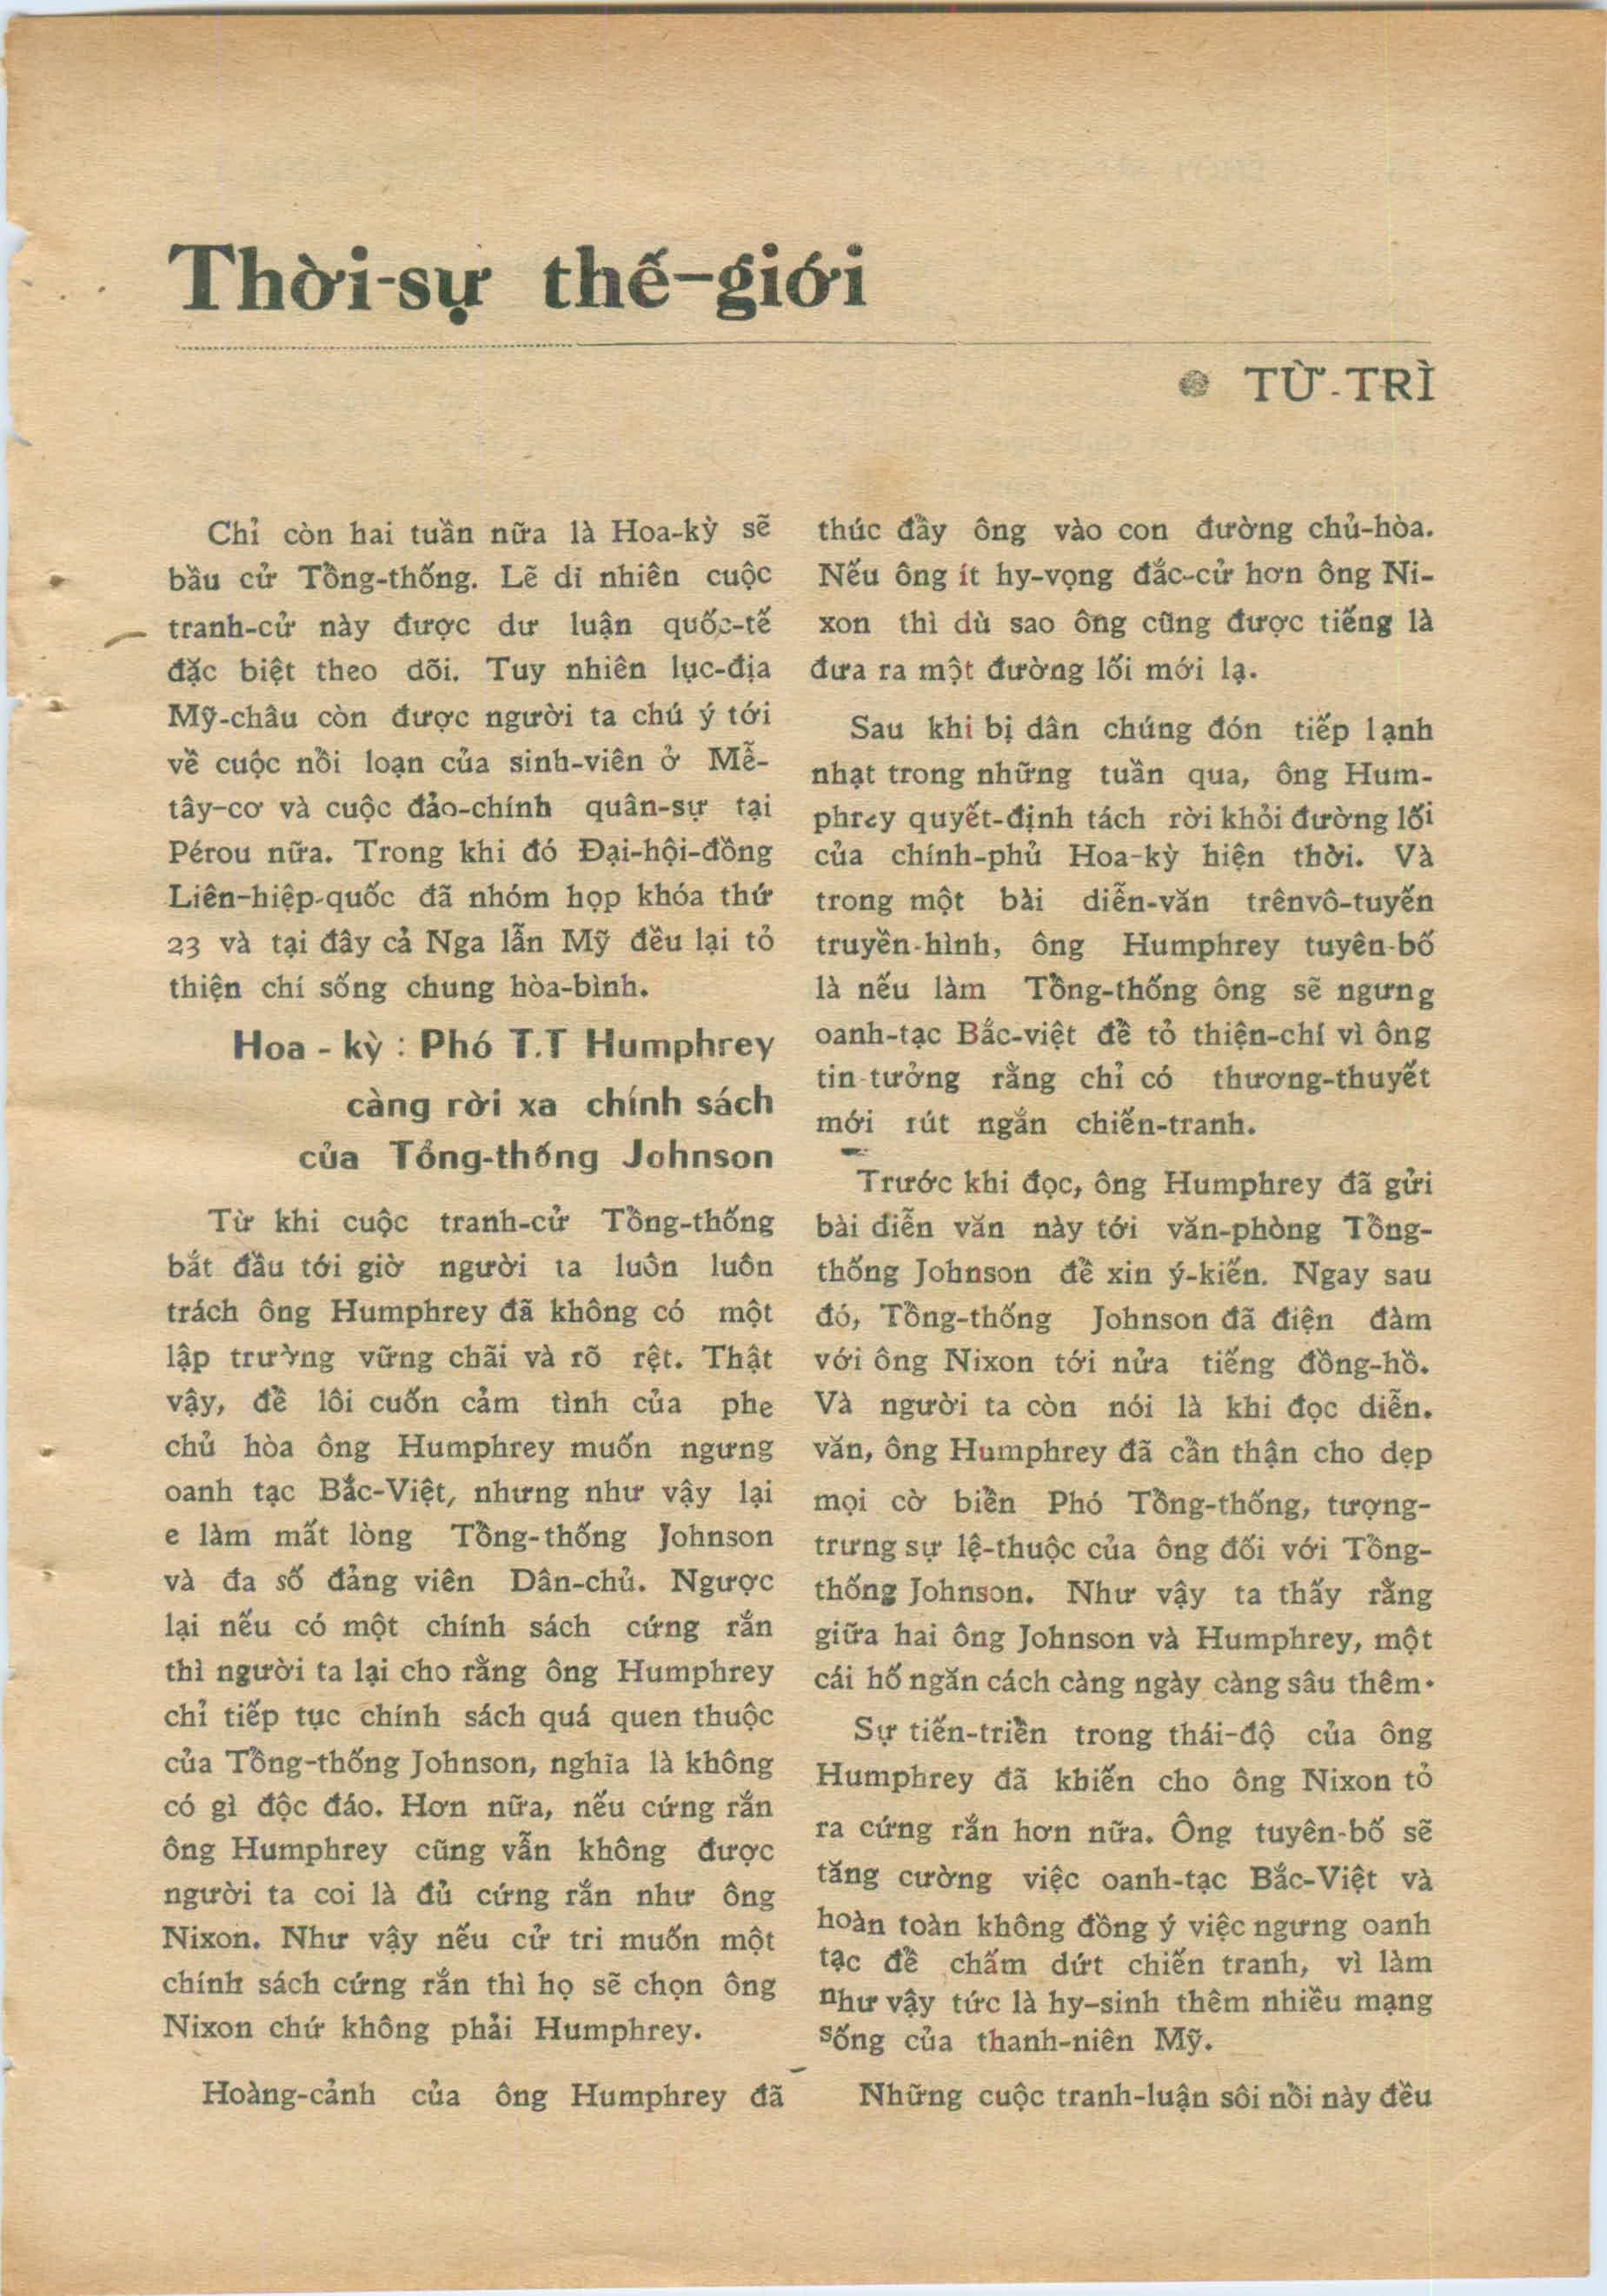 Thời-sự thế-giới
TỪ-TRÌ
Chỉ còn hai tuần nữa là Hoa-kỳ sẽ
bầu cử Tổng-thống. Lẽ dĩ nhiên cuộc
tranh-cử này được dư luận quốc-tế
đặc biệt theo dõi. Tuy nhiên lục-địa
Mỹ-châu còn được người ta chú ý tới
về cuộc nổi loạn của sinh-viên ở Mễ-
tây-cơ và cuộc đảo-chính quân-sự tại
Pérou nữa. Trong khi đó Đại-hội-đồng
Liên-hiệp-quốc đã nhóm họp khóa thứ
23 và tại đây cả Nga lẫn Mỹ đều lại tỏ
thiện chí sống chung hòa-bình.
Hoa - kỳ : Phó T.T Humphrey
càng rời xa chính sách
của Tổng-thống Johnson
Từ khi cuộc tranh-cử Tổng-thống
bắt đầu tới giờ người ta luôn luôn
trách ông Humphrey đã không có một
lập trường vững chãi và rõ rệt. Thật
vậy, để lôi cuốn cảm tình của phe
chủ hòa ông Humphrey muốn ngưng
oanh tạc Bắc-Việt, nhưng như vậy lại
e làm mất lòng Tổng-thống Johnson
và đa số đảng viên Dân-chủ. Ngược
lại nếu có một chính sách cứng rắn
thì người ta lại cho rằng ông Humphrey
chỉ tiếp tục chính sách quá quen thuộc
của Tổng-thống Johnson, nghĩa là không
có gì độc đáo. Hơn nữa, nếu cứng rắn
ông Humphrey cũng vẫn không được
người ta coi là đủ cứng rắn như ông
Nixon. Như vậy nếu cử tri muốn một
chính sách cứng rắn thì họ sẽ chọn ông
Nixon chứ không phải Humphrey.
Hoàng-cảnh của ông Humphrey đã
thúc đẩy ông vào con đường chủ-hòa.
Nếu ông ít hy-vọng đắc-cử hơn ông Ni-
xon thì dù sao ông cũng được tiếng là
đưa ra một đường lối mới lạ.
Sau khi bị dân chúng đón tiếp lạnh
nhạt trong những tuần qua, ông Hum-
phrey quyết-định tách rời khỏi đường lối
của chính-phủ Hoa-kỳ hiện thời. Và
trong một bài diễn-văn trênvô-tuyến
truyền-hình, ông Humphrey tuyên-bố
là nếu làm Tổng-thống ông sẽ ngưng
oanh-tạc Bắc-việt để tỏ thiện-chí vì ông
tin-tưởng rằng chỉ có thương-thuyết
mới rút ngắn chiến-tranh.
Trước khi đọc, ông Humphrey đã gửi
bài diễn văn này tới văn-phòng Tổng-
thống Johnson để xin ý-kiến. Ngay sau
đó, Tổng-thống Johnson đã điện đàm
với ông Nixon tới nửa tiếng đồng-hồ.
Và người ta còn nói là khi đọc diễn.
văn, ông Humphrey đã cẩn thận cho dẹp
mọi cờ biển Phó Tổng-thống, tượng-
trưng sự lệ-thuộc của ông đối với Tổng-
thống Johnson. Như vậy ta thấy rằng
giữa hai ông Johnson và Humphrey, một
cái hố ngăn cách càng ngày càng sâu thêm.
Sự tiến-triển trong thái-độ của ông
Humphrey đã khiến cho ông Nixon tỏ
ra cứng rắn hơn nữa. Ông tuyên-bố sẽ
tăng cường việc oanh-tạc Bắc-Việt và
hoàn toàn không đồng ý việc ngưng oanh
tạc để chấm dứt chiến tranh, vì làm
như vậy tức là hy-sinh thêm nhiều mạng
sống của thanh-niên Mỹ.
Những cuộc tranh-luận sôi nổi này đều